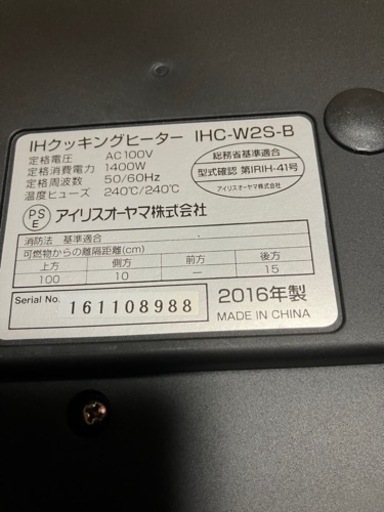 IHクッキングヒーター IHC-W2S-B
定格電圧 AC100V
定格消費電力 1400W
定格周波数 50/60Hz
温度ヒューズ 240℃/240℃
総務省基準適合
型式確認 第IRIH-41号
アイリスオーヤマ株式会社
PS
E
アイリスオーヤマ株式会社
消防法 基準適合
可燃物からの離隔距離(cm)
上方 側方 前方 後方
100 10 － 15
Serial No. 161108988
2016年製
MADE IN CHINA